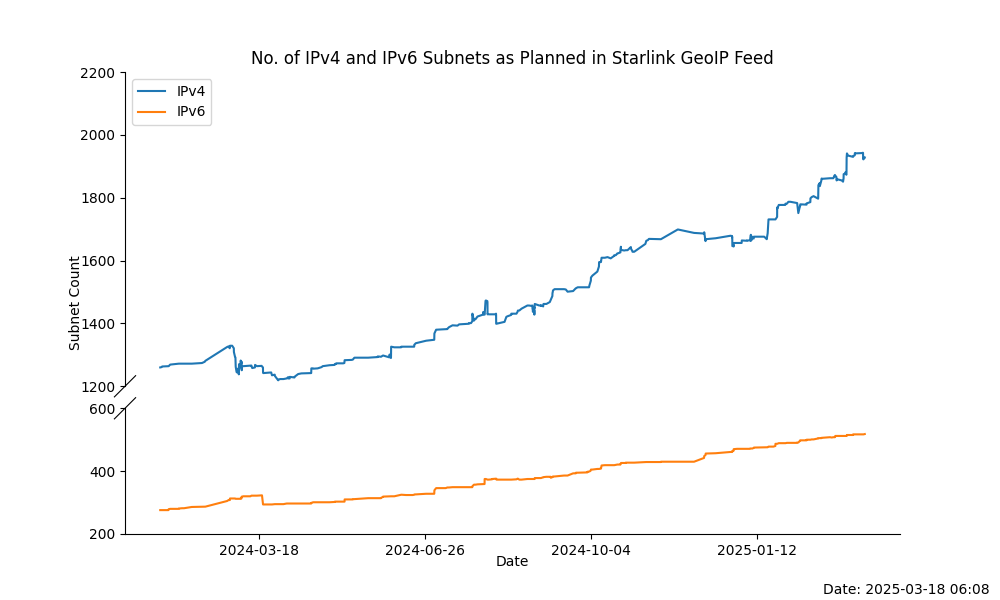 No. of IPv4 and IPv6 Subnets as Planned in Starlink GeoIP Feed
IPv4
IPv6
2200
2000
1800
1600
1400
1200
600
400
200
Subnet Count
2024-03-18
2024-06-26
2024-10-04
2025-01-12
Date
Date: 2025-03-18 06:08